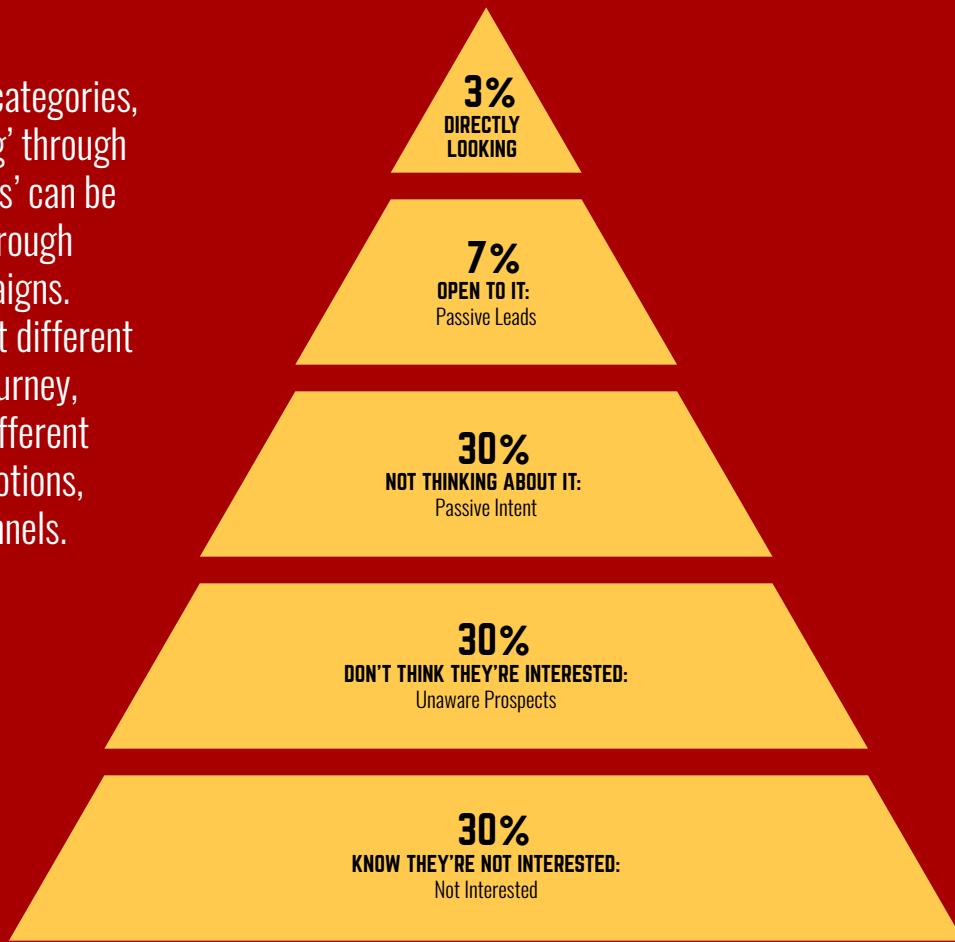 categories,
g’ through
s’ can be
rough
aigns.
t different
urney,
fferent
otions,
nnels.
3%
DIRECTLY
LOOKING
7%
OPEN TO IT:
Passive Leads
30%
NOT THINKING ABOUT IT:
Passive Intent
30%
DON’T THINK THEY’RE INTERESTED:
Unaware Prospects
30%
KNOW THEY’RE NOT INTERESTED:
Not Interested